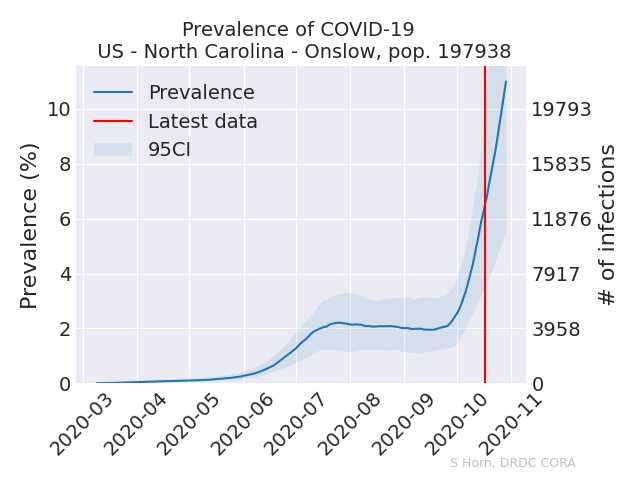 Prevalence of COVID-19
US - North Carolina - Onslow, pop. 197938
Prevalence
Latest data
95CI
Prevalence (%)
10
8
6
4
2
0
19793
15835
11876
7917
3958
0
# of infections
2020-03
2020-04
2020-05
2020-06
2020-07
2020-08
2020-09
2020-10
2020-11
S Horn, DRDC CORA